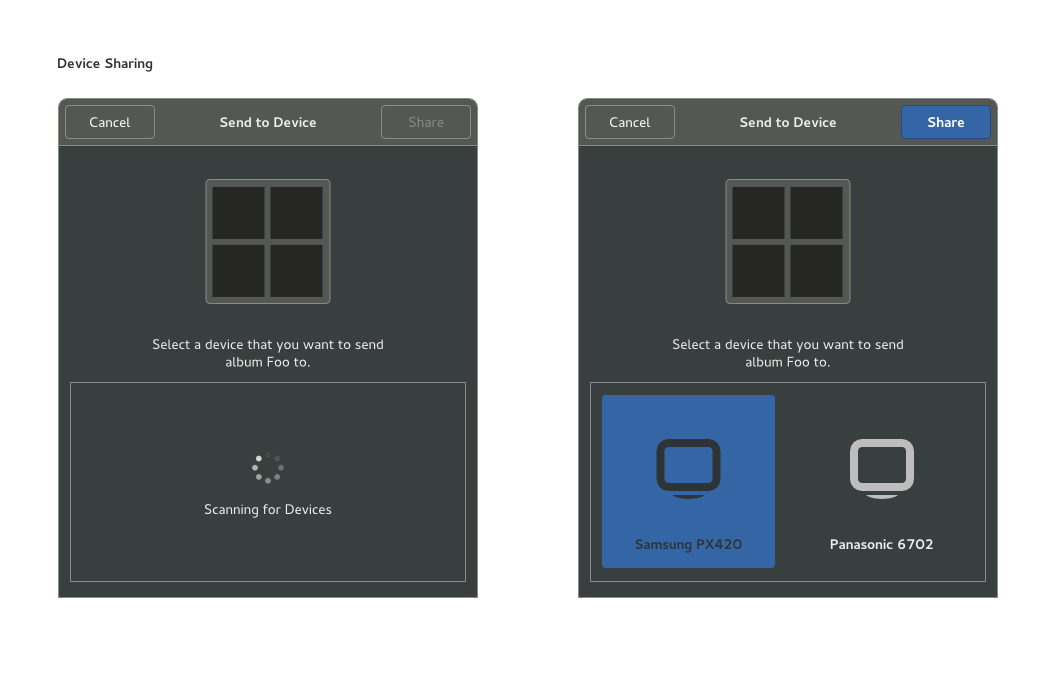 Device Sharing
Cancel
Send to Device
Share
Select a device that you want to send
album Foo to.
Scanning for Devices
Cancel
Send to Device
Share
Select a device that you want to send
album Foo to.
Samsung PX420
Panasonic 6702